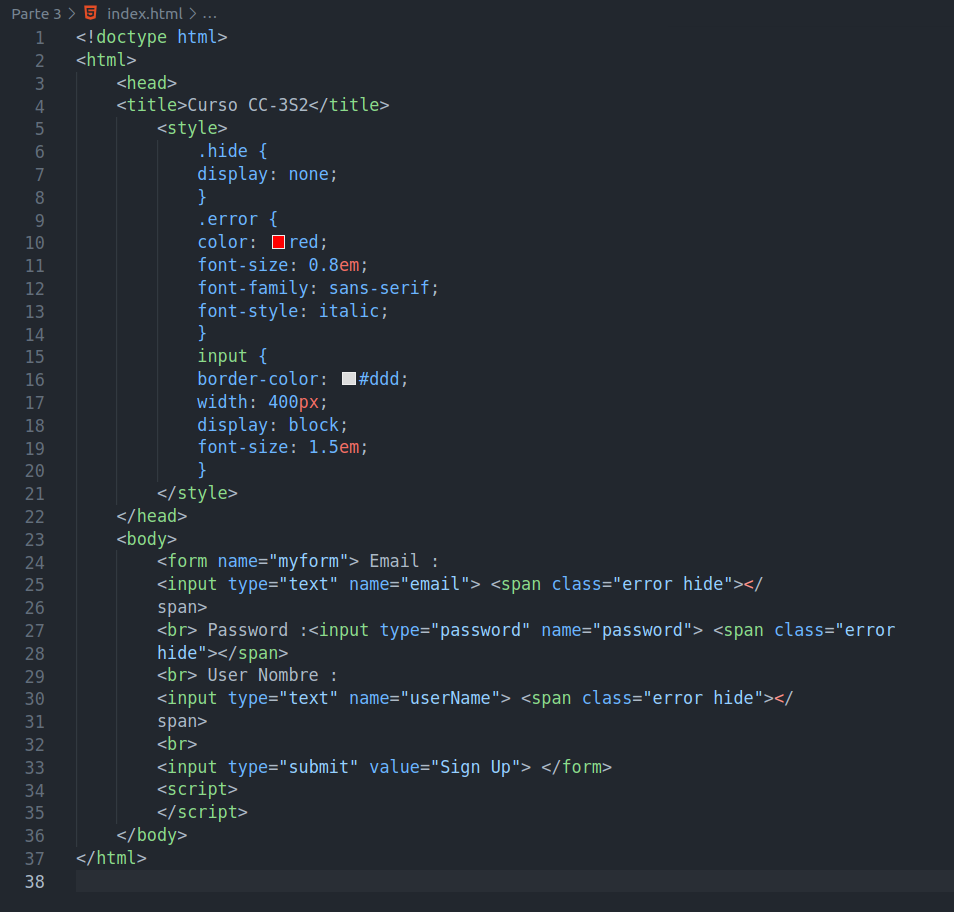 Parte 3 > index.html > ...
1 <!doctype html>
2 <html>
3     <head>
4     <title>Curso CC-3S2</title>
5         <style>
6             .hide {
7             display: none;
8             }
9             .error {
10             color: red;
11             font-size: 0.8em;
12             font-family: sans-serif;
13             font-style: italic;
14             }
15             input {
16             border-color: #ddd;
17             width: 400px;
18             display: block;
19             font-size: 1.5em;
20             }
21         </style>
22     </head>
23     <body>
24         <form name="myform"> Email :
25         <input type="text" name="email"> <span class="error hide"></
26         span>
27         <br> Password :<input type="password" name="password"> <span class="error
28         hide"></span>
29         <br> User Nombre :
30         <input type="text" name="userName"> <span class="error hide"></
31         span>
32         <br>
33         <input type="submit" value="Sign Up"> </form>
34         <script>
35         </script>
36     </body>
37 </html>
38